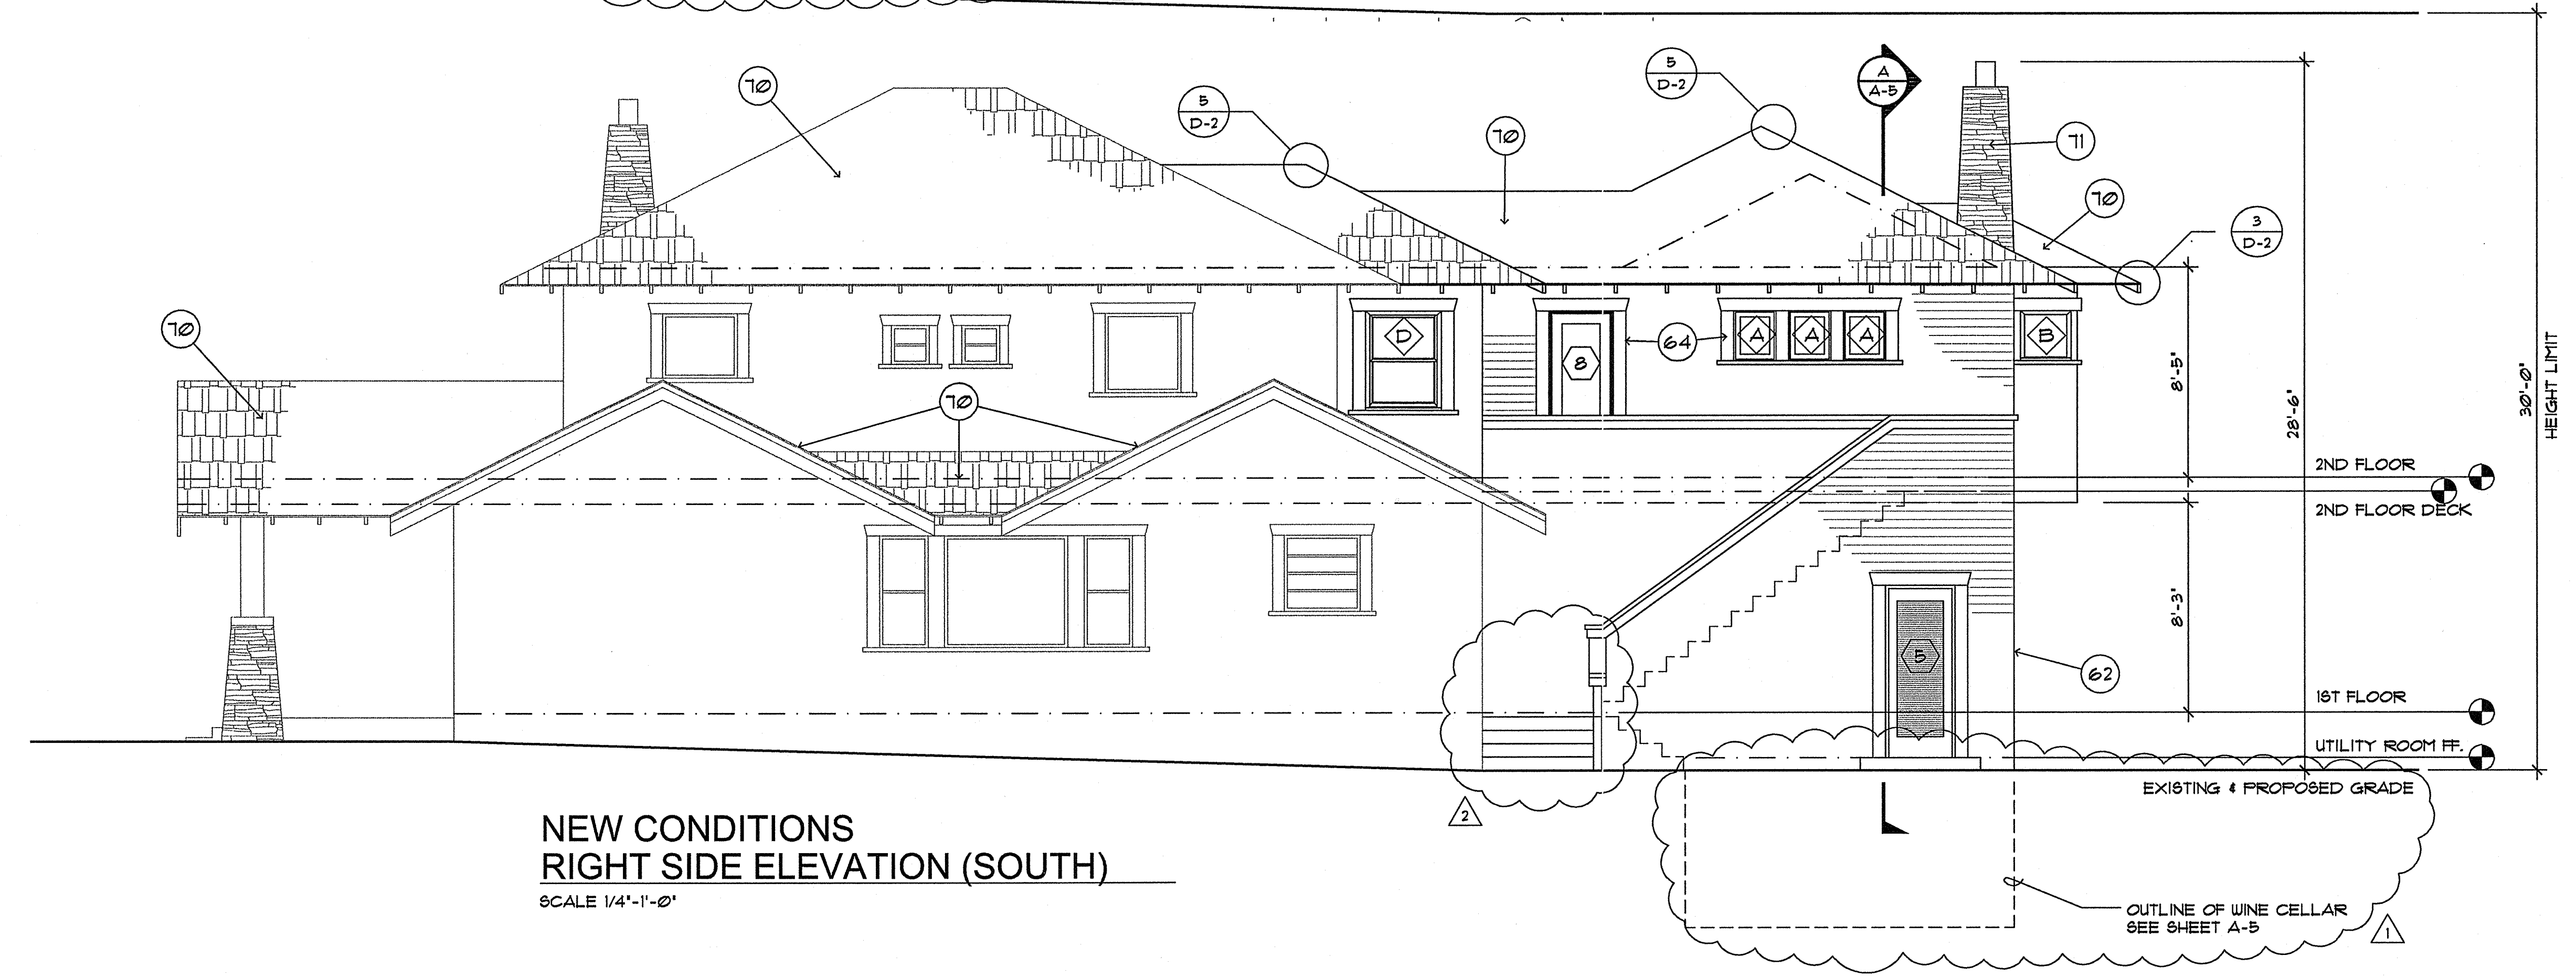 70
5
D-2
5
D-2
A
A-5
70
71
70
3
D-2
70
D
8
64
A
A
A
B
70
8'-5"
28'-6"
30'-0"
HEIGHT LIMIT
2ND FLOOR
2ND FLOOR DECK
8'-3"
5
62
1ST FLOOR
UTILITY ROOM FF.
EXISTING & PROPOSED GRADE
2
NEW CONDITIONS
RIGHT SIDE ELEVATION (SOUTH)
SCALE 1/4"-1'-0"
OUTLINE OF WINE CELLAR
SEE SHEET A-5
1